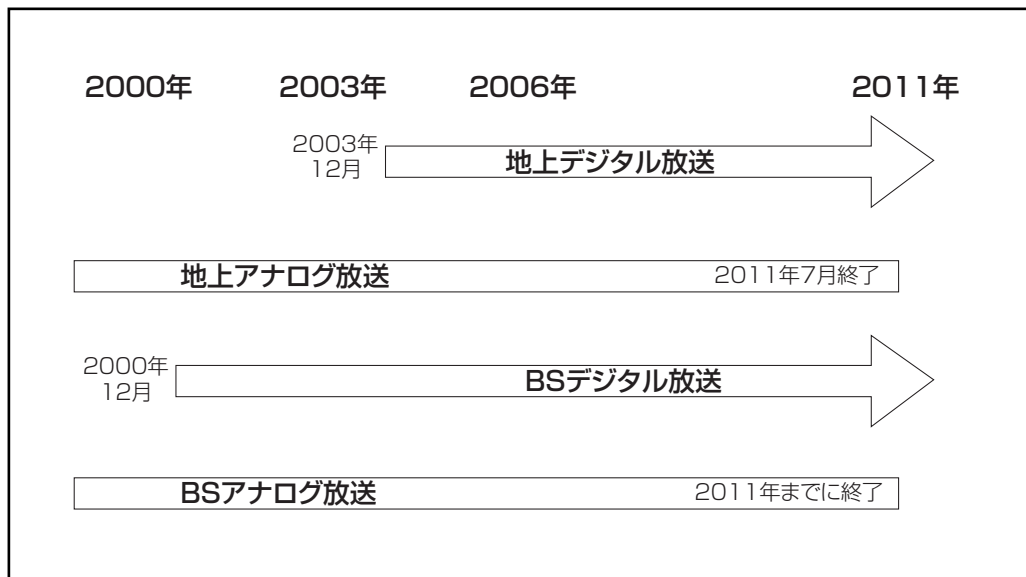 2000年 2003年 2006年 2011年
2003年
12月
地上デジタル放送
地上アナログ放送 2011年7月終了
2000年
12月
BSデジタル放送
BSアナログ放送 2011年までに終了